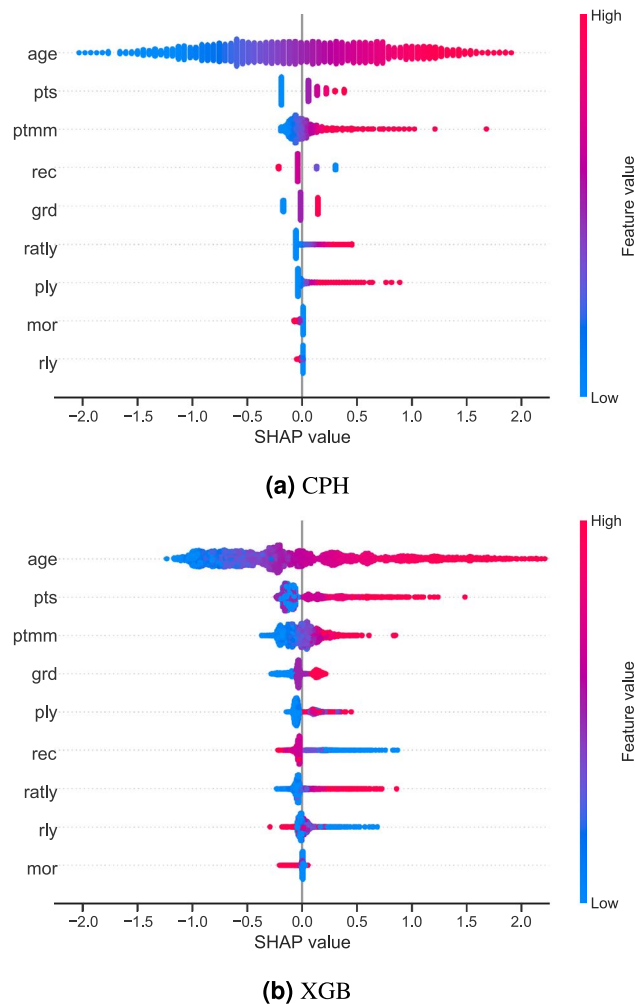 High
age
pts
ptmm
rec
grd
ratly
ply
mor
rly
Feature value
Low
−2.0 −1.5 −1.0 −0.5 0.0 0.5 1.0 1.5 2.0
SHAP value
(a) CPH
High
age
pts
ptmm
grd
ply
rec
ratly
rly
mor
Feature value
Low
−2.0 −1.5 −1.0 −0.5 0.0 0.5 1.0 1.5 2.0
SHAP value
(b) XGB